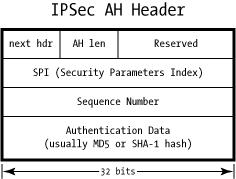 IPSec AH Header
next hdr AH len Reserved
SPI (Security Parameters Index)
Sequence Number
Authentication Data
(usually MD5 or SHA-1 hash)
32 bits